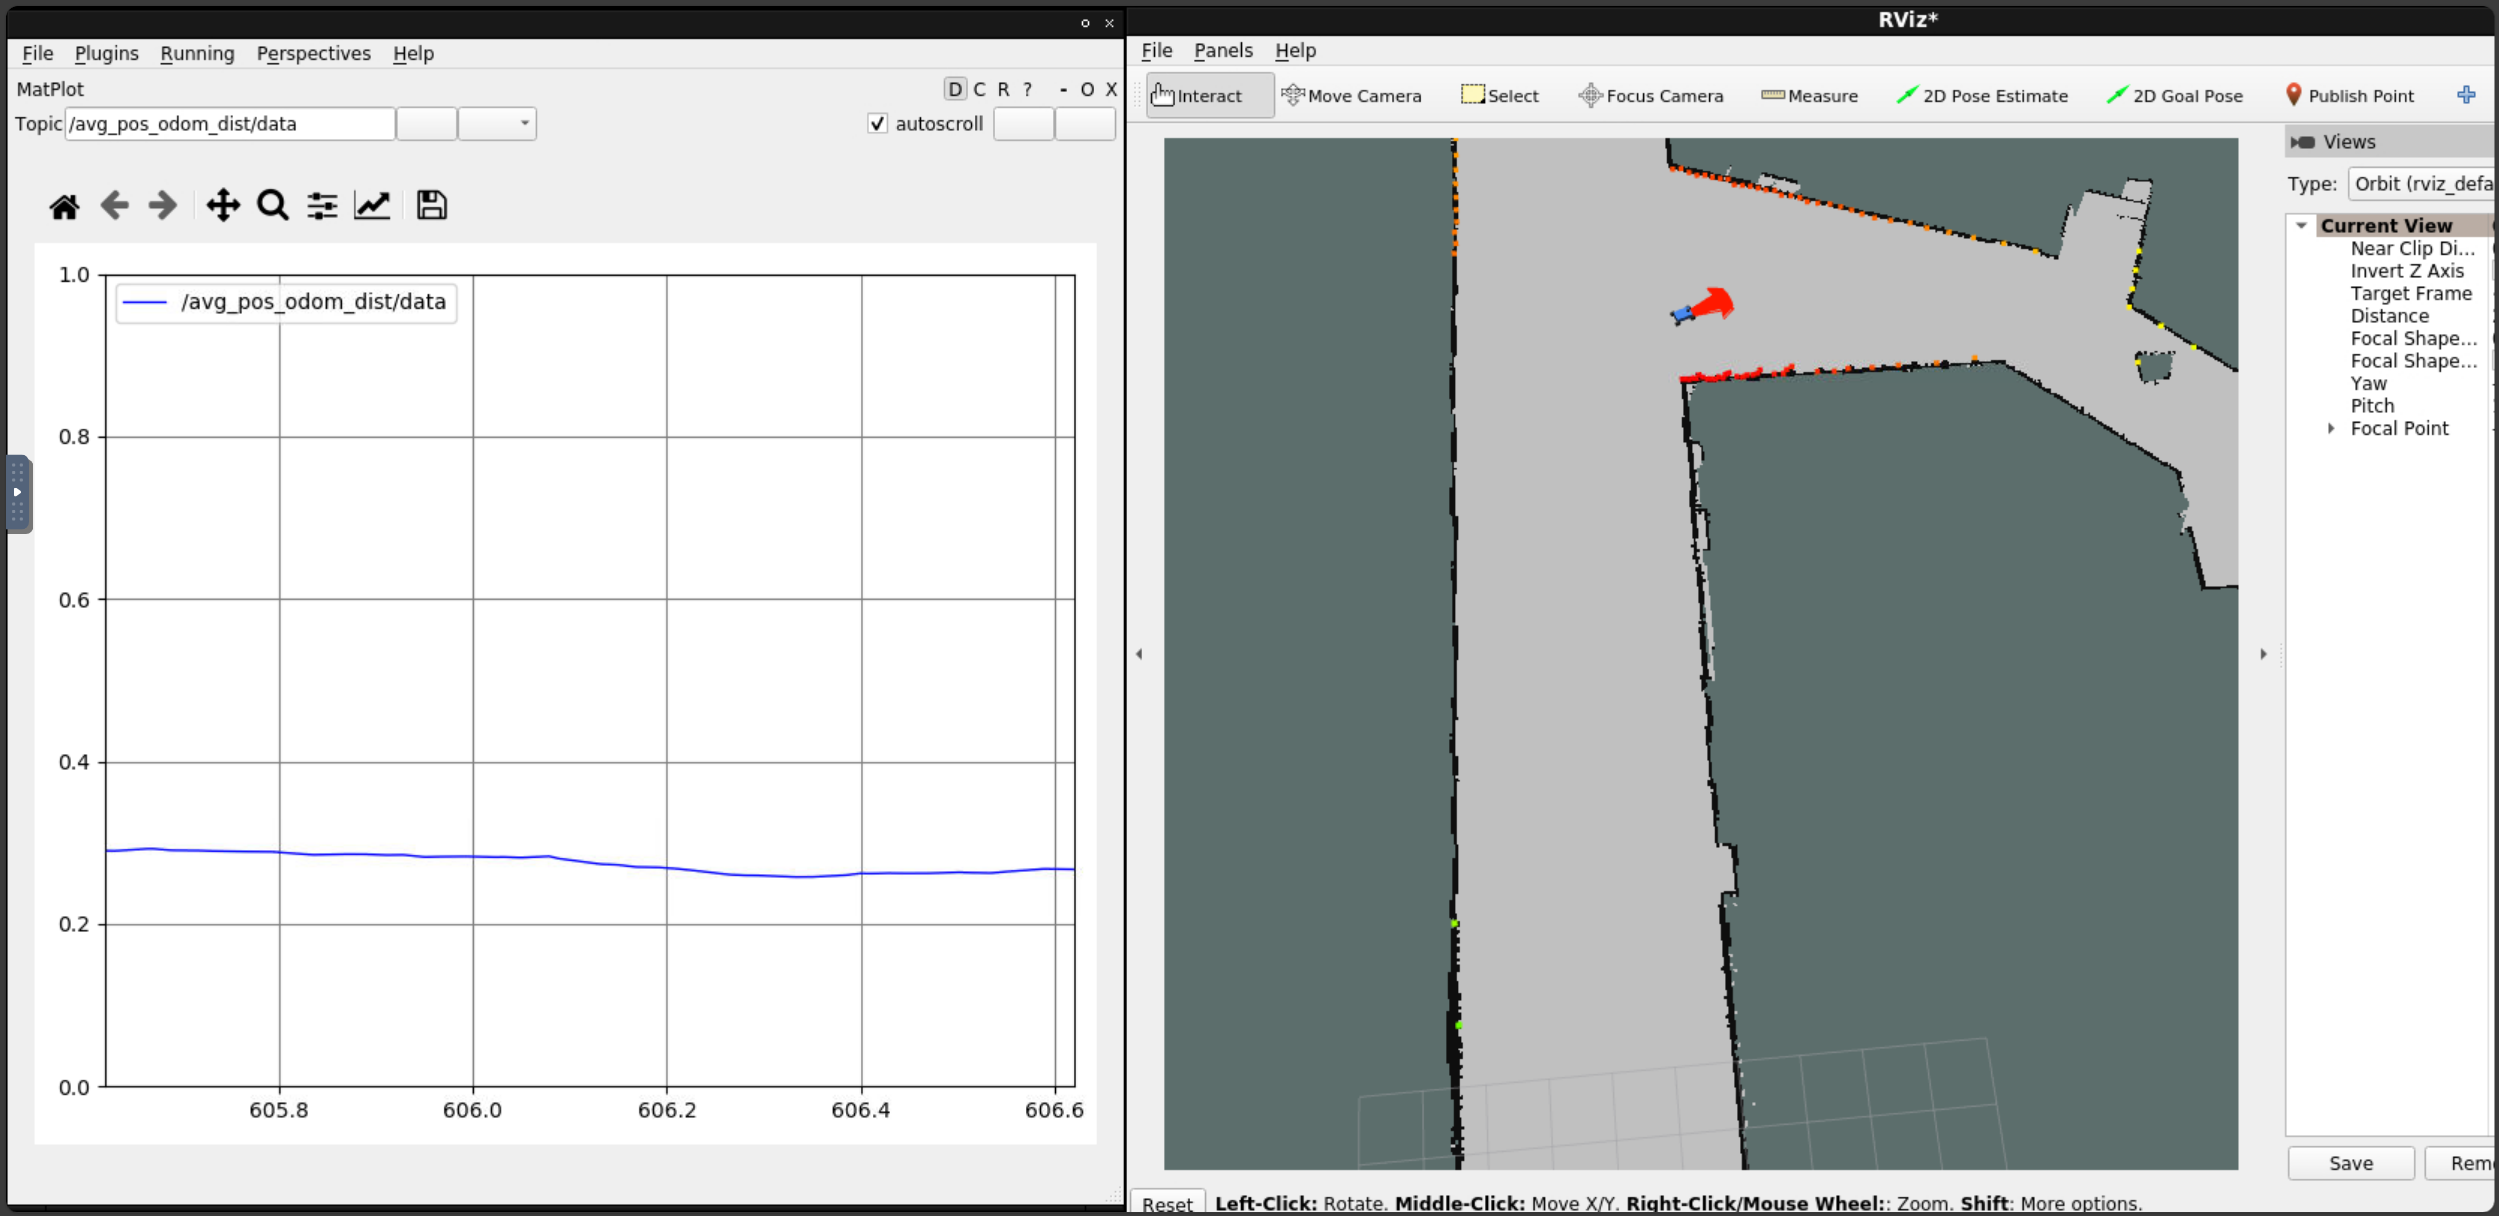 File Plugins Running Perspectives Help
MatPlot D C R ? - O X
Topic /avg_pos_odom_dist/data autoscroll
/avg_pos_odom_dist/data
1.0
0.8
0.6
0.4
0.2
0.0
605.8 606.0 606.2 606.4 606.6
RViz*
File Panels Help
Interact Move Camera Select Focus Camera Measure 2D Pose Estimate 2D Goal Pose Publish Point
Views
Type: Orbit (rviz_defa
Current View
Near Clip Di...
Invert Z Axis
Target Frame
Distance
Focal Shape...
Focal Shape...
Yaw
Pitch
Focal Point
Save Rem
Reset Left-Click: Rotate. Middle-Click: Move X/Y. Right-Click/Mouse Wheel:: Zoom. Shift: More options.